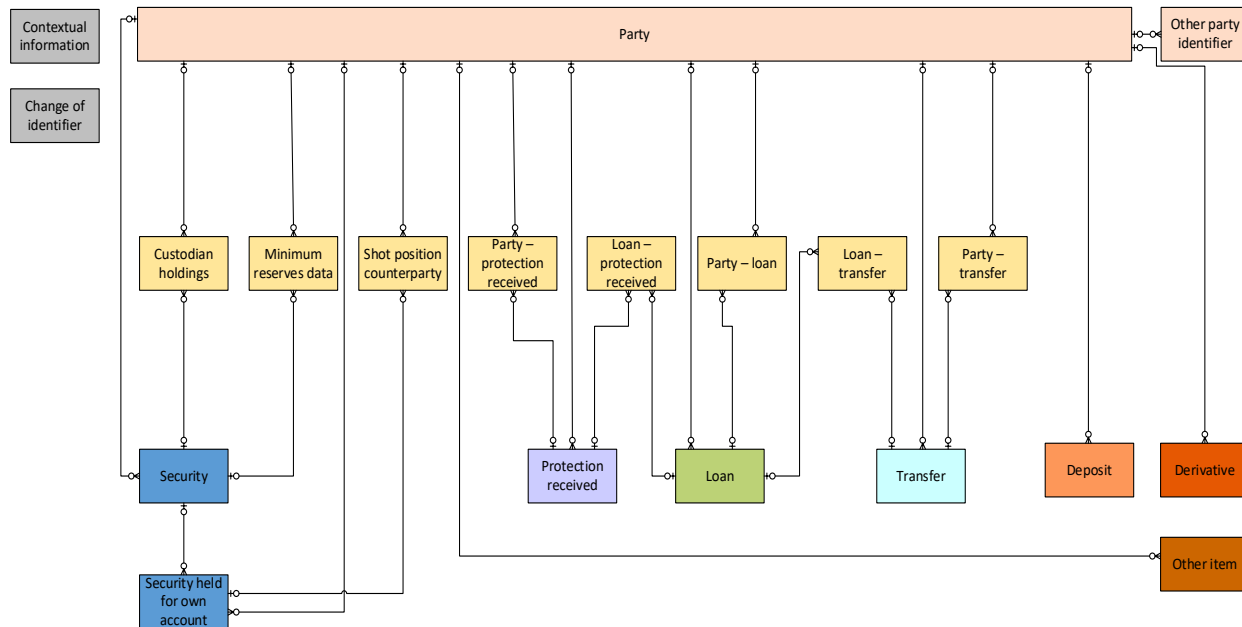 Contextual
information
Party
Other party
identifier
Change of
identifier
Custodian
holdings
Minimum
reserves data
Shot position
counterparty
Party –
protection
received
Loan –
protection
received
Party – loan
Loan –
transfer
Party –
transfer
Security
Protection
received
Loan
Transfer
Deposit
Derivative
Security held
for own
account
Other item